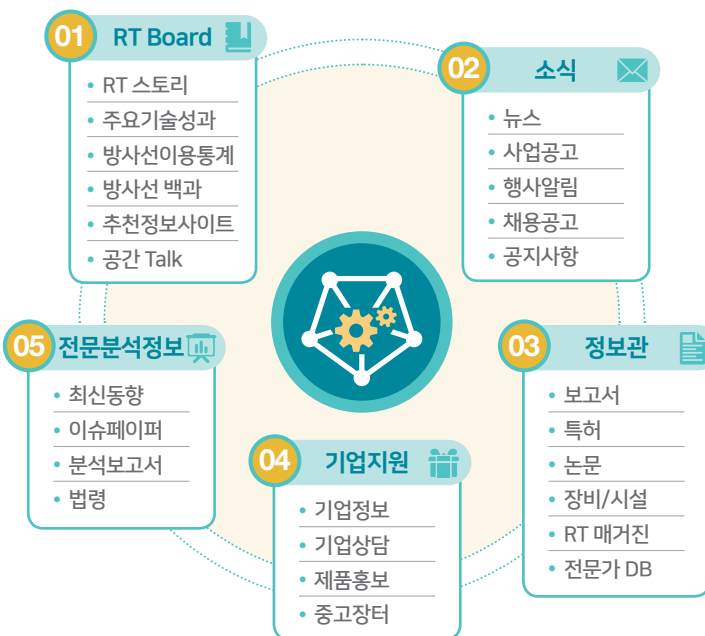 01 RT Board
• RT 스토리
• 주요기술성과
• 방사선이용통계
• 방사선 백과
• 추천정보사이트
• 공간 Talk
02 소식
• 뉴스
• 사업공고
• 행사알림
• 채용공고
• 공지사항
03 정보관
• 보고서
• 특허
• 논문
• 장비/시설
• RT 매거진
• 전문가 DB
04 기업지원
• 기업정보
• 기업상담
• 제품홍보
• 중고장터
05 전문분석정보
• 최신동향
• 이슈페이퍼
• 분석보고서
• 법령